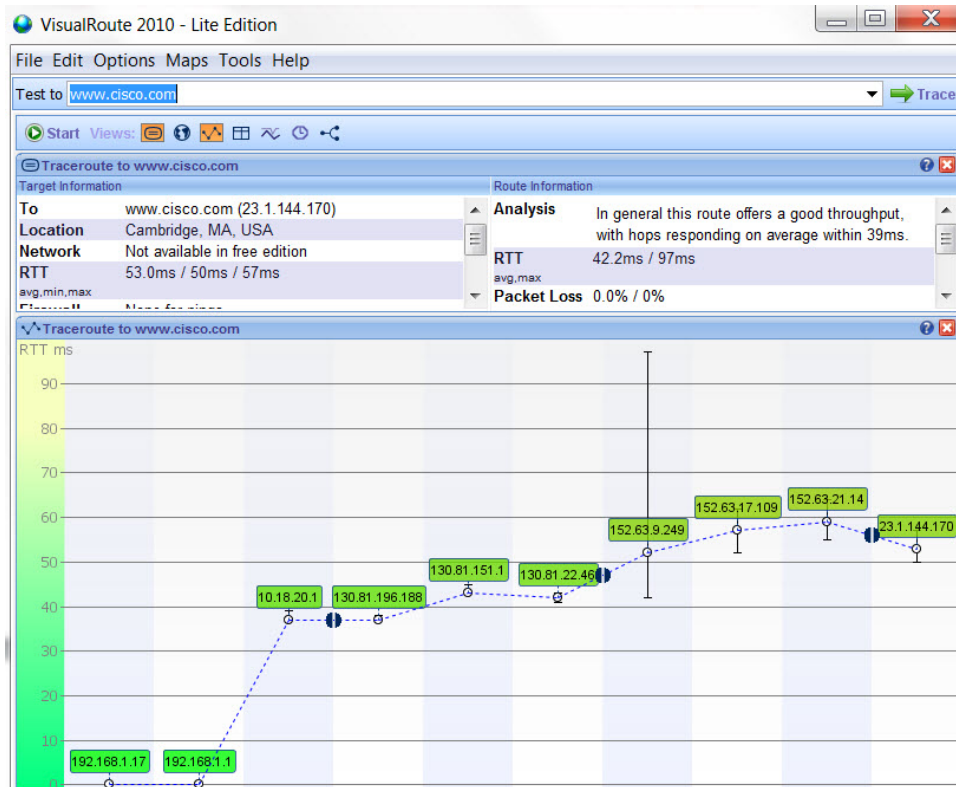 VisualRoute 2010 - Lite Edition
File Edit Options Maps Tools Help
Test to www.cisco.com Trace
Start Views:
Traceroute to www.cisco.com
Target Information
To www.cisco.com (23.1.144.170)
Location Cambridge, MA, USA
Network Not available in free edition
RTT 53.0ms / 50ms / 57ms
avg,min,max
Route Information
Analysis In general this route offers a good throughput,
with hops responding on average within 39ms.
RTT 42.2ms / 97ms
avg,max
Packet Loss 0.0% / 0%
Traceroute to www.cisco.com
RTT ms
90
80
70
60
50
40
30
20
10
0
192.168.1.17
192.168.1.1
10.18.20.1
130.81.196.188
130.81.151.1
130.81.22.46
152.63.9.249
152.63.17.109
152.63.21.14
23.1.144.170